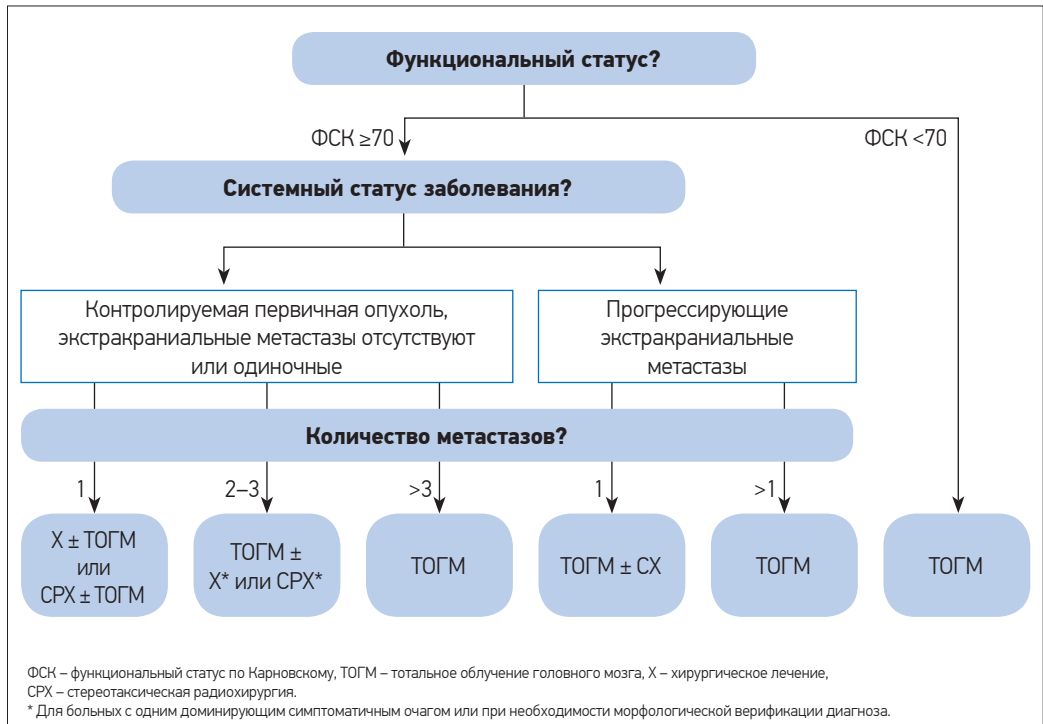 Функциональный статус?
ФСК ≥70
ФСК <70
Системный статус заболевания?
Контролируемая первичная опухоль,
экстракраниальные метастазы отсутствуют
или одиночные
Прогрессирующие
экстракраниальные
метастазы
Количество метастазов?
1
2–3
>3
1
>1
Х ± ТОГМ
или
СРХ ± ТОГМ
ТОГМ ±
Х* или СРХ*
ТОГМ
ТОГМ ± СХ
ТОГМ
ТОГМ
ФСК – функциональный статус по Карновскому, ТОГМ – тотальное облучение головного мозга, Х – хирургическое лечение,
СРХ – стереотаксическая радиохирургия.
* Для больных с одним доминирующим симптоматичным очагом или при необходимости морфологической верификации диагноза.